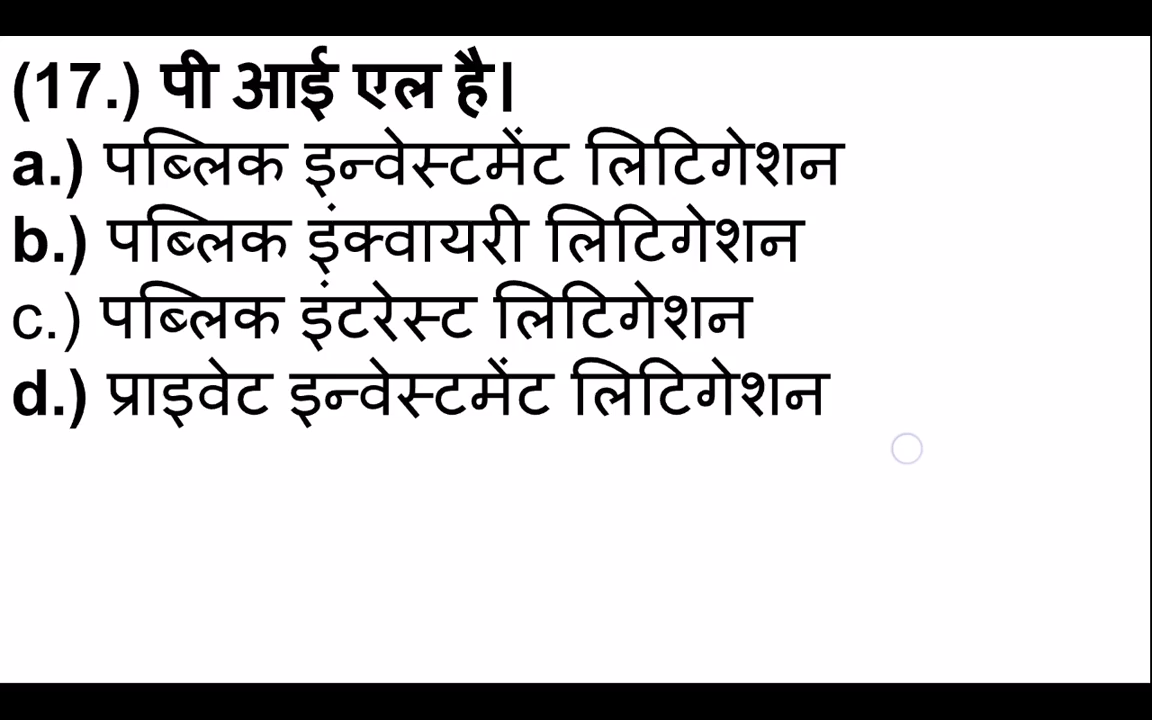 (17.) पी आई एल है।
a.) पब्लिक इन्वेस्टमेंट लिटिगेशन
b.) पब्लिक इंक्वायरी लिटिगेशन
c.) पब्लिक इंटरेस्ट लिटिगेशन
d.) प्राइवेट इन्वेस्टमेंट लिटिगेशन